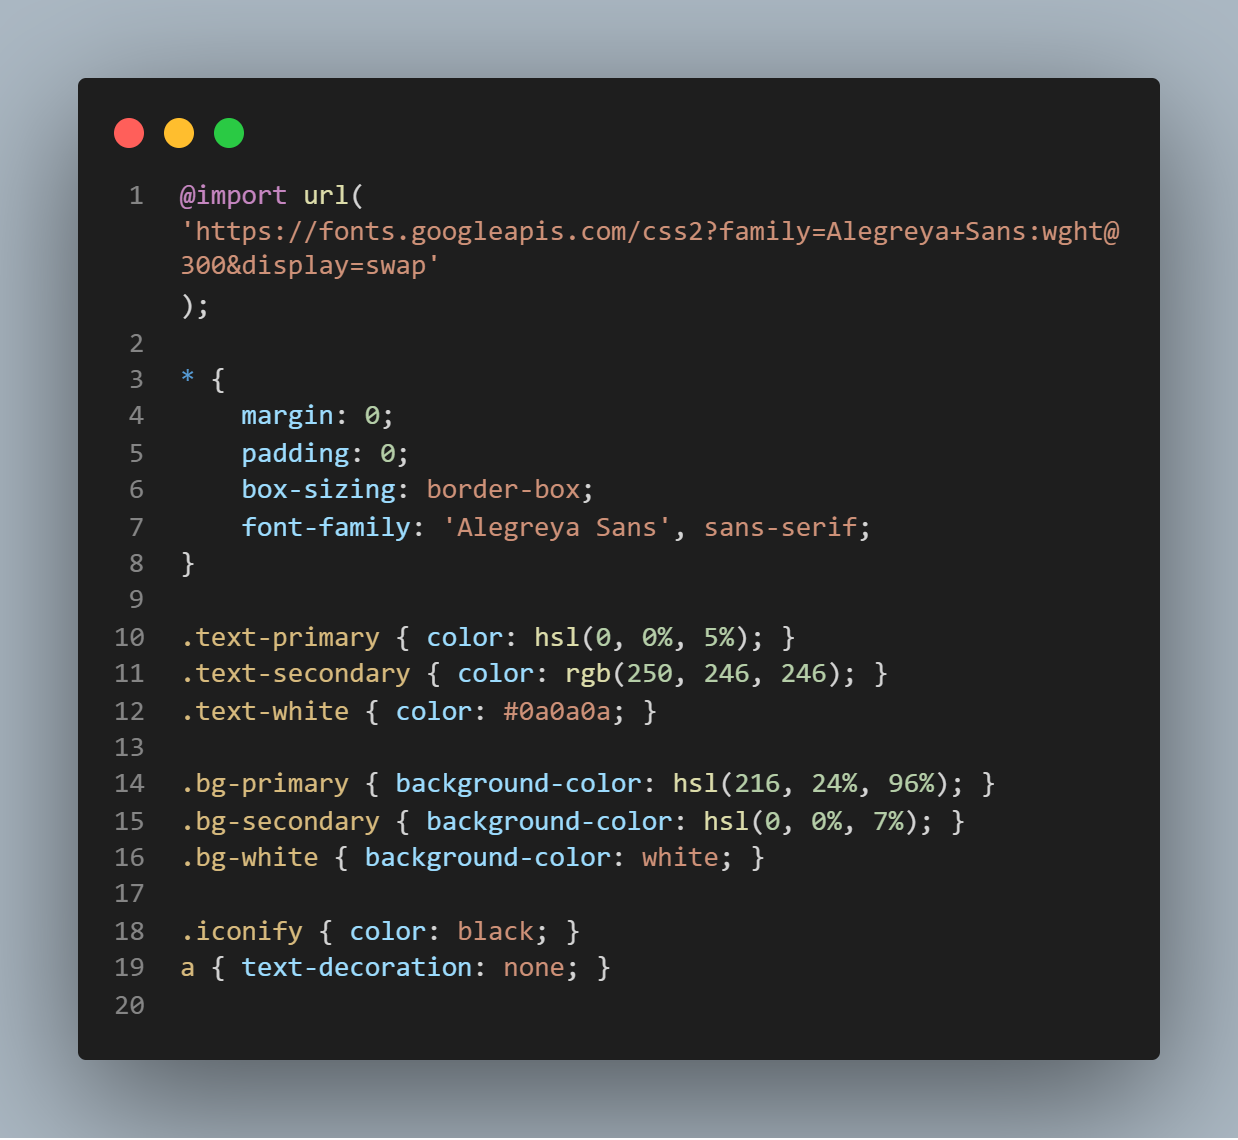 1 @import url(
'https://fonts.googleapis.com/css2?family=Alegreya+Sans:wght@
300&display=swap'
);
2
3 * {
4     margin: 0;
5     padding: 0;
6     box-sizing: border-box;
7     font-family: 'Alegreya Sans', sans-serif;
8 }
9
10 .text-primary { color: hsl(0, 0%, 5%); }
11 .text-secondary { color: rgb(250, 246, 246); }
12 .text-white { color: #0a0a0a; }
13
14 .bg-primary { background-color: hsl(216, 24%, 96%); }
15 .bg-secondary { background-color: hsl(0, 0%, 7%); }
16 .bg-white { background-color: white; }
17
18 .iconify { color: black; }
19 a { text-decoration: none; }
20